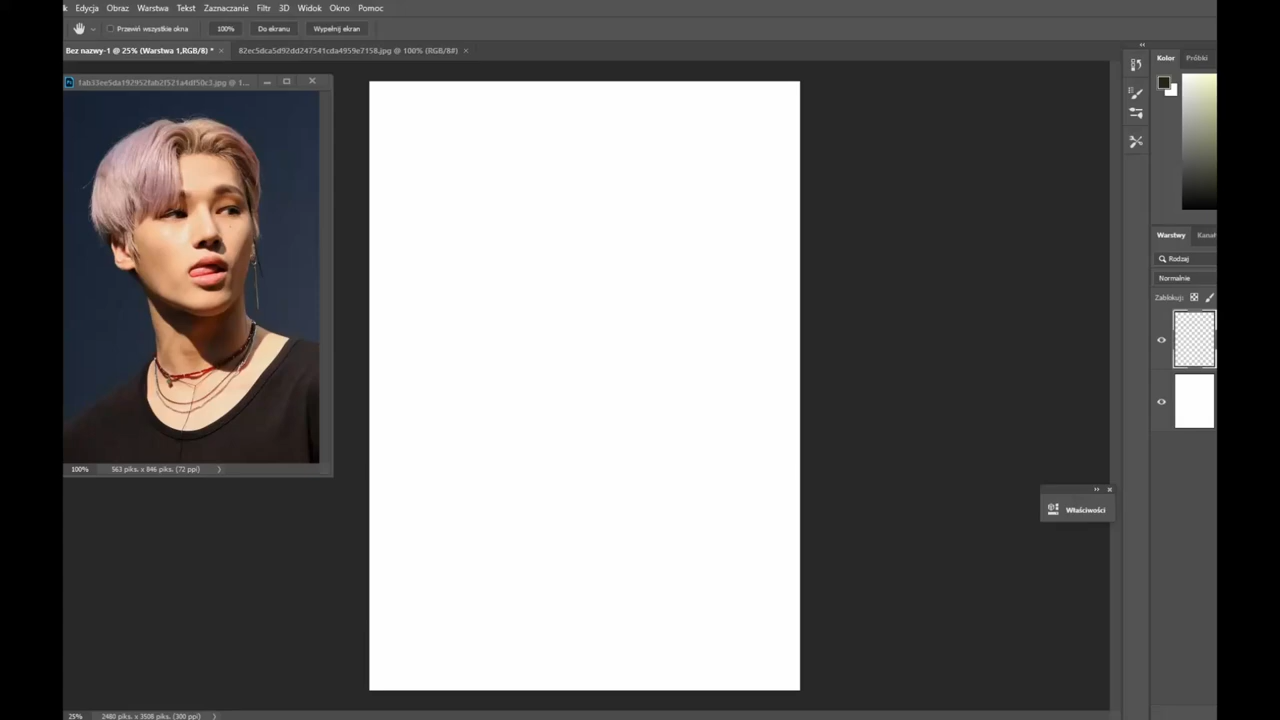 k Edycja Obraz Warstwa Tekst Zaznaczanie Filtr 3D Widok Okno Pomoc
Przewiń wszystkie okna 100% Do ekranu Wypełnij ekran
Bez nazwy-1 @ 25% (Warstwa 1,RGB/8) * × 82ec5dca5d92dd247541cda4959e7158.jpg @ 100% (RGB/8#) ×
1ab33ee5da192952fab2f521a4df50c3.jpg @ 1...
Kolor Próbki
Warstwy Kanał
Rodzaj
Normalnie
Zablokuj:
100% 563 piks. x 846 piks. (72 ppi)
Właściwości
25% 2480 piks. x 3508 piks. (300 ppi)